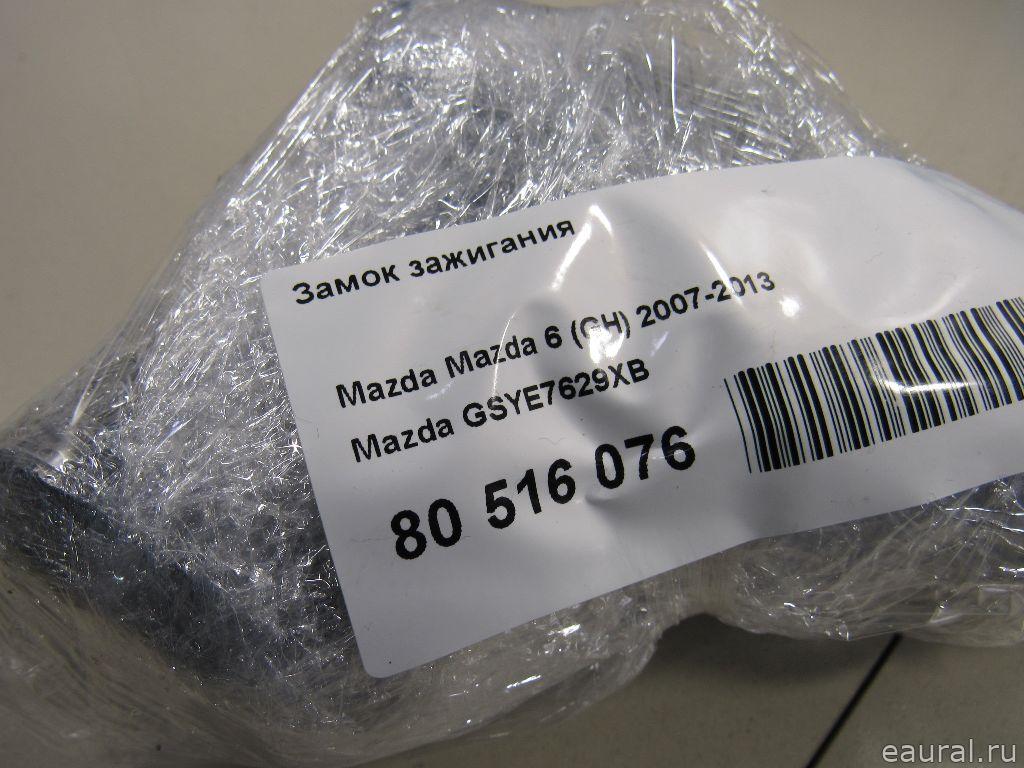 Замок зажигания
Mazda Mazda 6 (GH) 2007-2013
Mazda GSYE7629XB
80 516 076
eaural.ru